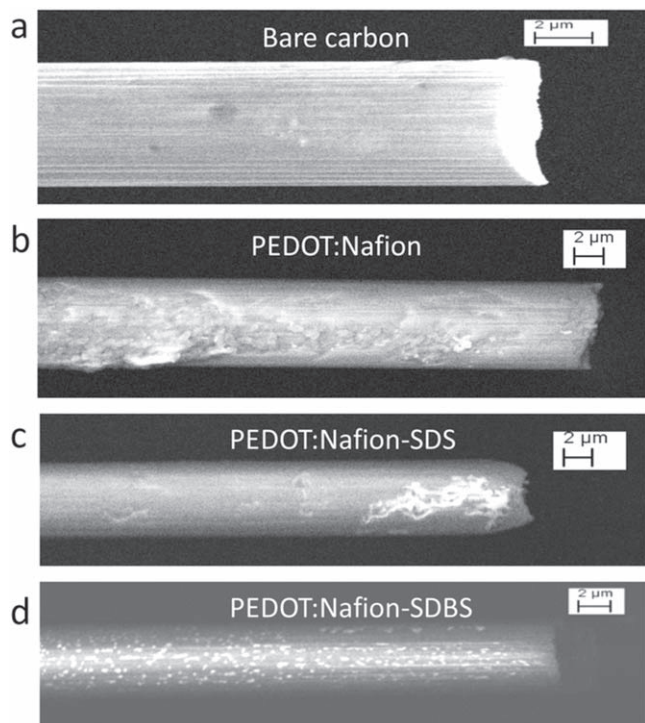 a
Bare carbon
2 µm
b
PEDOT:Nafion
2 µm
c
PEDOT:Nafion-SDS
2 µm
d
PEDOT:Nafion-SDBS
2 µm